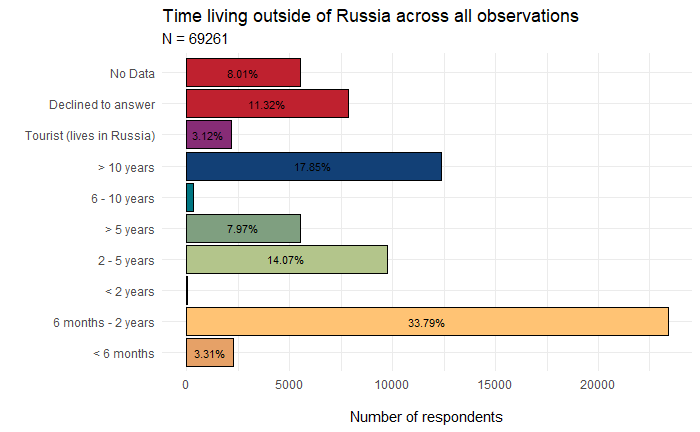 Time living outside of Russia across all observations
N = 69261
No Data
8.01%
Declined to answer
11.32%
Tourist (lives in Russia)
3.12%
> 10 years
17.85%
6 - 10 years
> 5 years
7.97%
2 - 5 years
14.07%
< 2 years
6 months - 2 years
33.79%
< 6 months
3.31%
0 5000 10000 15000 20000
Number of respondents